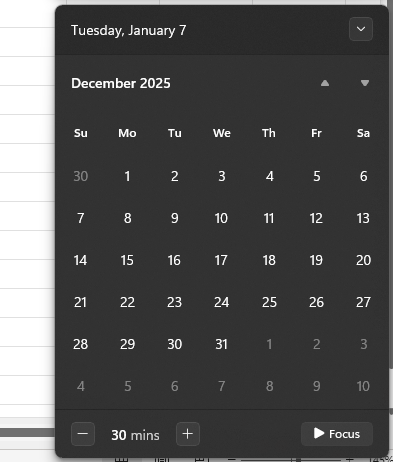 Tuesday, January 7
December 2025
Su Mo Tu We Th Fr Sa
30 1 2 3 4 5 6
7 8 9 10 11 12 13
14 15 16 17 18 19 20
21 22 23 24 25 26 27
28 29 30 31 1 2 3
4 5 6 7 8 9 10
30 mins Focus